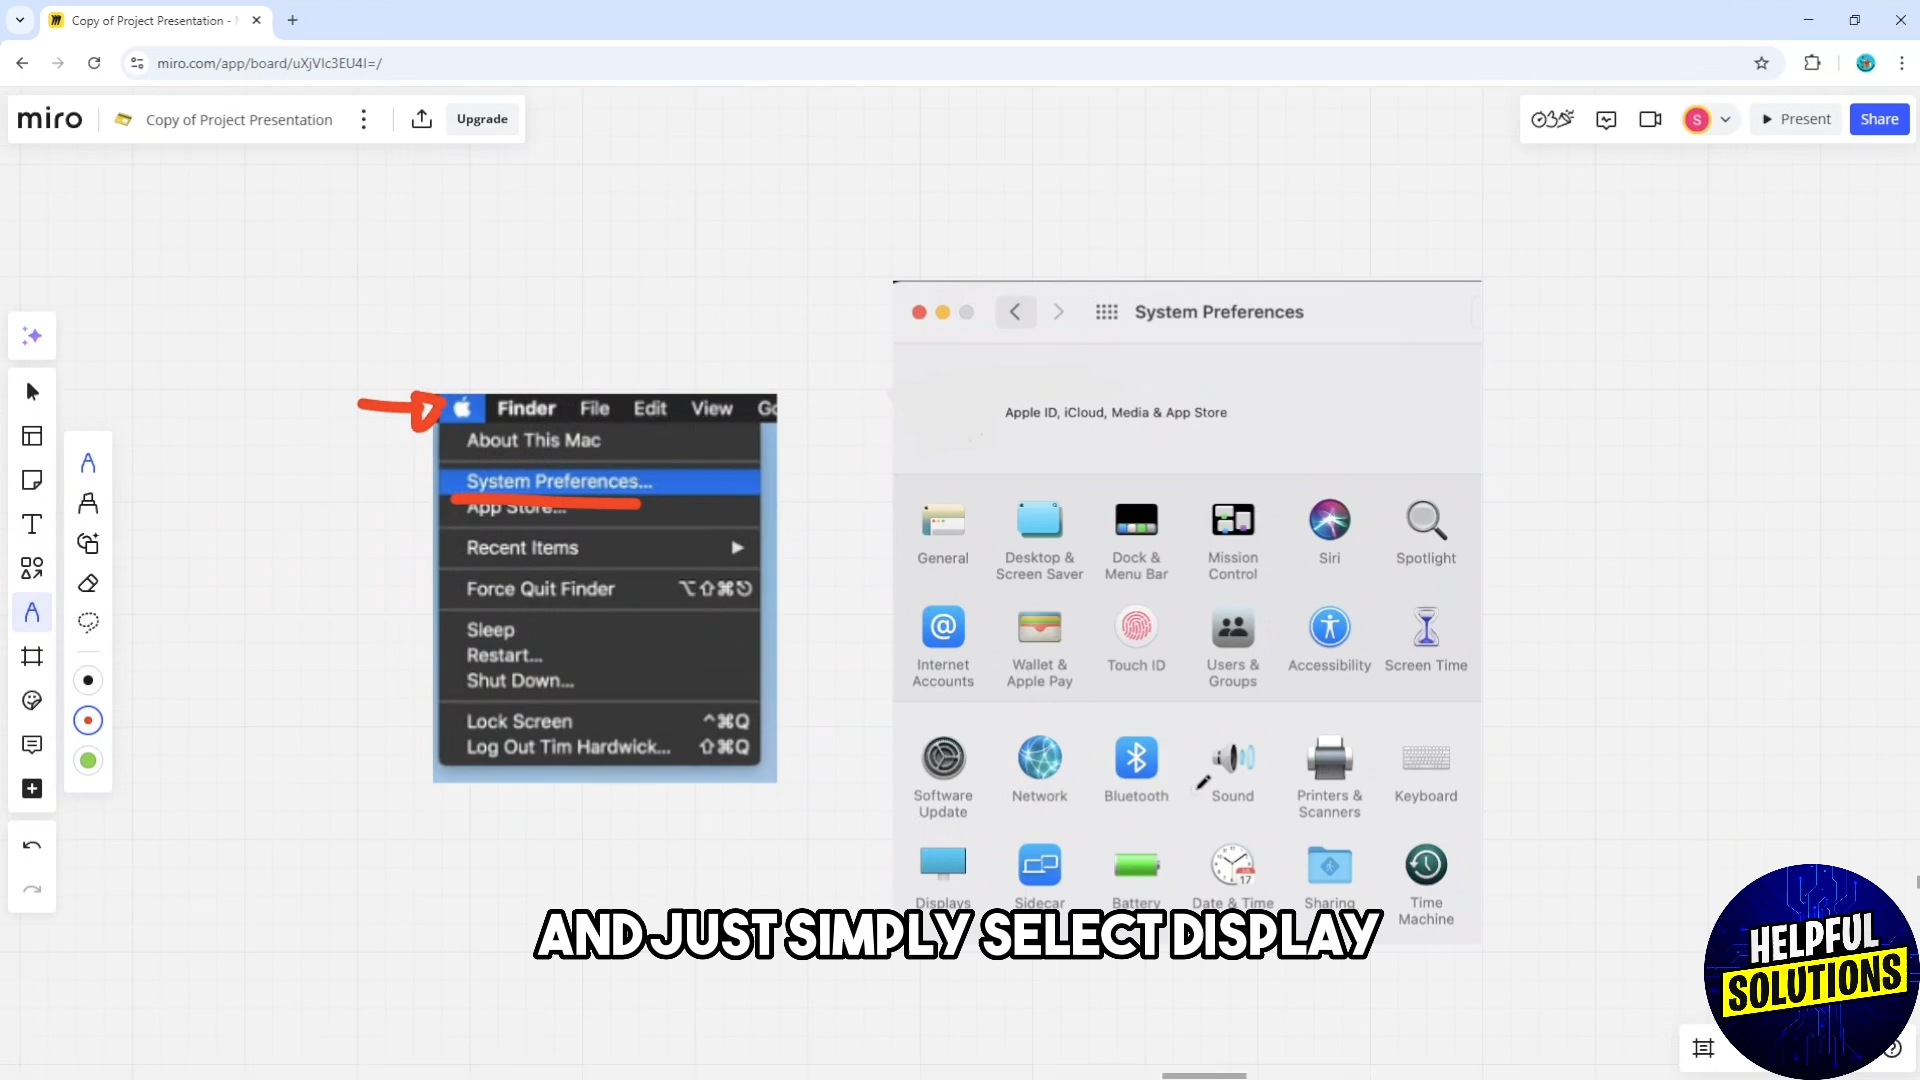 Copy of Project Presentation -
miro.com/app/board/uXjVIc3EU4I=/
miro
Copy of Project Presentation
Upgrade
S
Present
Share
Finder File Edit View
About This Mac
System Preferences...
App Store...
Recent Items
Force Quit Finder ⌥⇧⌘⎋
Sleep
Restart...
Shut Down...
Lock Screen ^⌘Q
Log Out Tim Hardwick... ⇧⌘Q
System Preferences
Apple ID, iCloud, Media & App Store
General
Desktop &
Screen Saver
Dock &
Menu Bar
Mission
Control
Siri
Spotlight
Internet
Accounts
Wallet &
Apple Pay
Touch ID
Users &
Groups
Accessibility
Screen Time
Software
Update
Network
Bluetooth
Sound
Printers &
Scanners
Keyboard
Displays
Sidecar
Battery
Date & Time
Sharing
Time
Machine
JUL
17
AND JUST SIMPLY SELECT DISPLAY
HELPFUL
SOLUTIONS